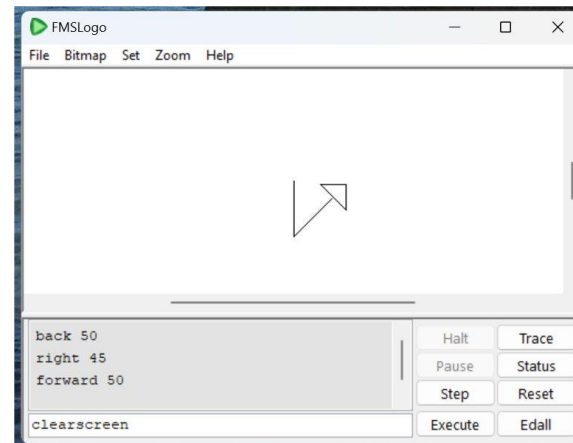 FMSLogo
File Bitmap Set Zoom Help
back 50
right 45
forward 50
clearscreen
Halt Trace
Pause Status
Step Reset
Execute Edall